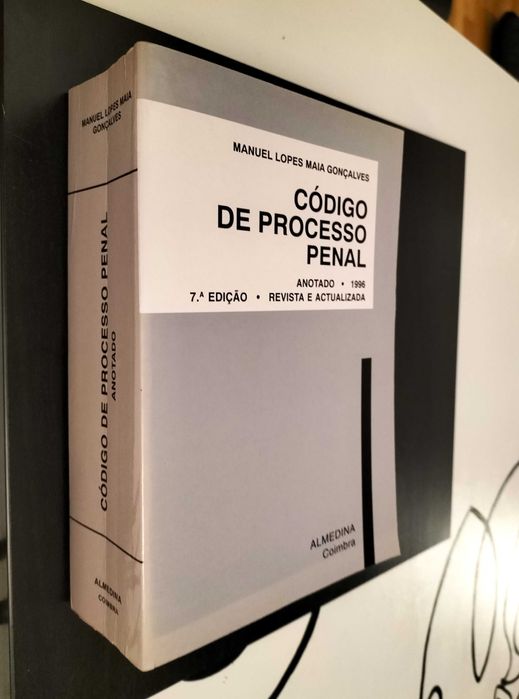 MANUEL LOPES MAIA
GONÇALVES
CÓDIGO DE PROCESSO PENAL
ANOTADO
ALMEDINA
COIMBRA
MANUEL LOPES MAIA GONÇALVES
CÓDIGO
DE PROCESSO
PENAL
ANOTADO • 1996
7.ª EDIÇÃO • REVISTA E ACTUALIZADA
ALMEDINA
Coimbra